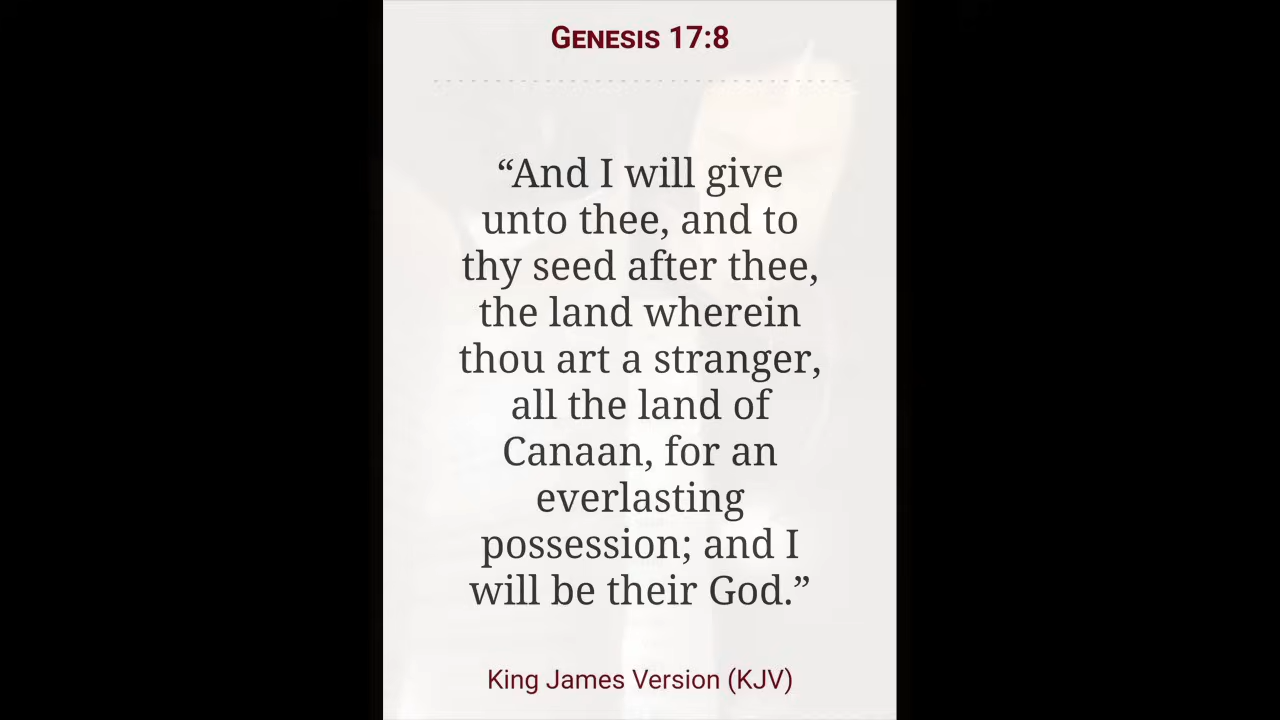 Genesis 17:8
“And I will give
unto thee, and to
thy seed after thee,
the land wherein
thou art a stranger,
all the land of
Canaan, for an
everlasting
possession; and I
will be their God.”
King James Version (KJV)